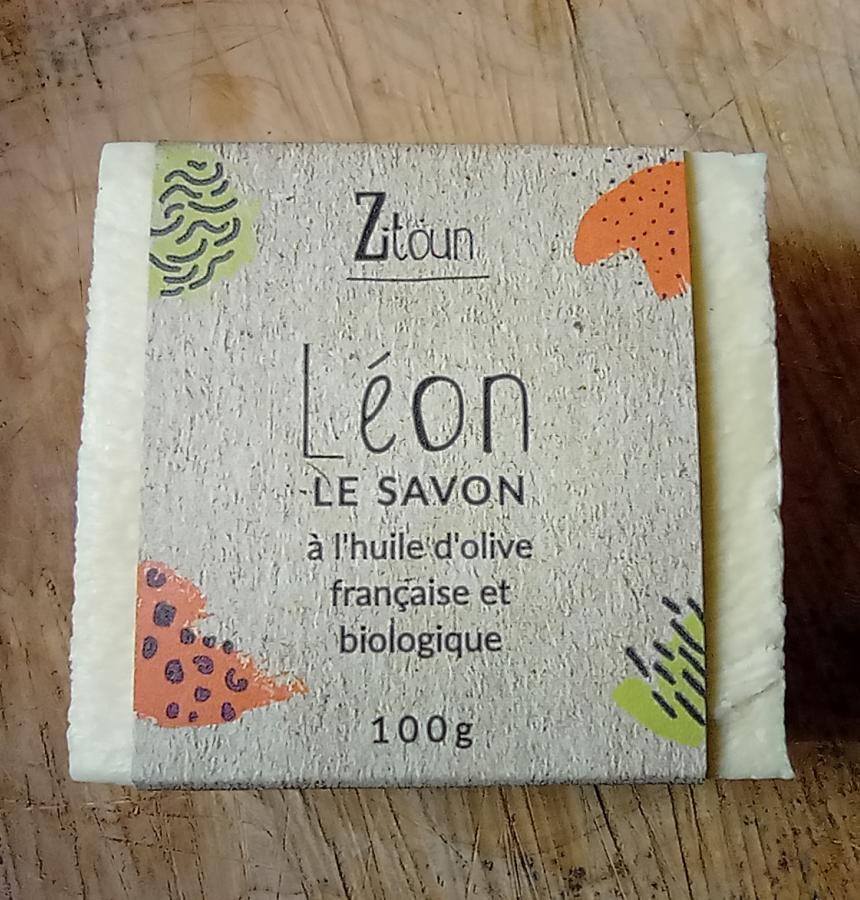 Zitoun
Léon
LE SAVON
à l'huile d'olive
française et
biologique
100g